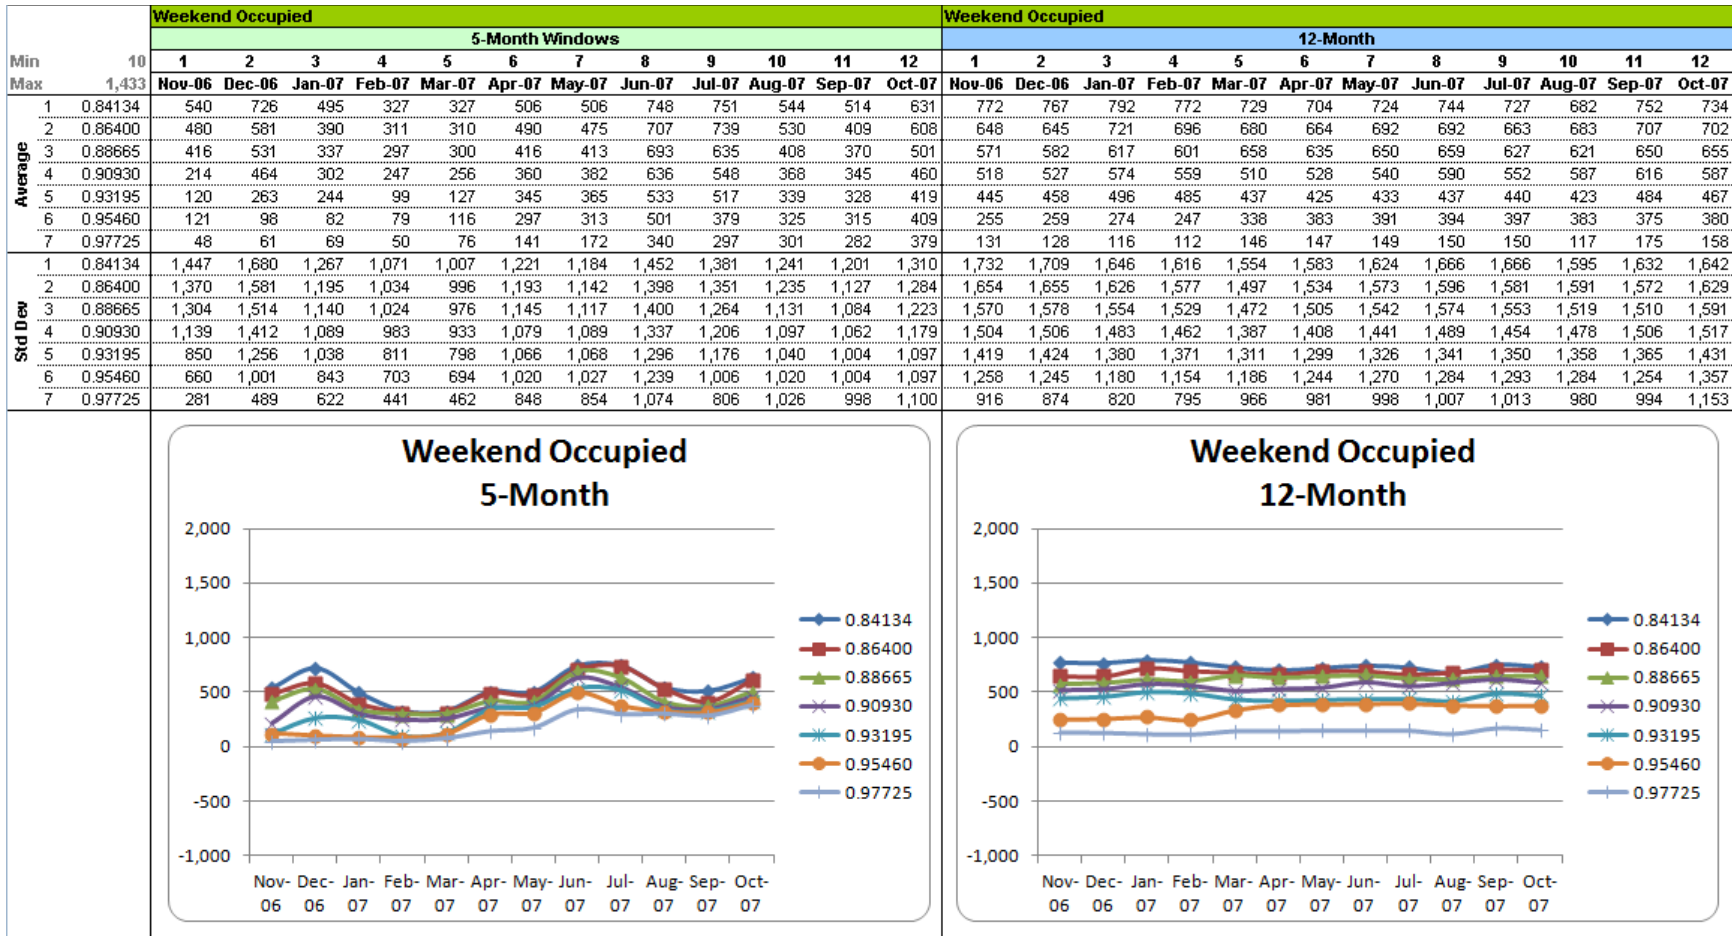 Weekend Occupied Weekend Occupied
5-Month Windows 12-Month
Min 10 1 2 3 4 5 6 7 8 9 10 11 12 1 2 3 4 5 6 7 8 9 10 11 12
Max 1,433 Nov-06 Dec-06 Jan-07 Feb-07 Mar-07 Apr-07 May-07 Jun-07 Jul-07 Aug-07 Sep-07 Oct-07 Nov-06 Dec-06 Jan-07 Feb-07 Mar-07 Apr-07 May-07 Jun-07 Jul-07 Aug-07 Sep-07 Oct-07
Average
1 0.84134 540 726 495 327 327 506 506 748 751 544 514 631 772 767 792 772 729 704 724 744 727 682 752 734
2 0.86400 480 581 390 311 310 490 475 707 739 530 409 608 648 645 721 696 680 664 692 692 663 683 707 702
3 0.88665 416 531 337 297 300 416 413 693 635 408 370 501 571 582 617 601 658 635 650 659 627 621 650 655
4 0.90930 214 464 302 247 256 360 382 636 548 368 345 460 518 527 574 559 510 528 540 590 552 587 616 587
5 0.93195 120 263 244 99 127 345 365 533 517 339 328 419 445 458 496 485 437 425 433 437 440 423 484 467
6 0.95460 121 98 82 79 116 297 313 501 379 325 315 409 255 259 274 247 338 383 391 394 397 383 375 380
7 0.97725 48 61 69 50 76 141 172 340 297 301 282 379 131 128 116 112 146 147 149 150 150 117 175 158
Std Dev
1 0.84134 1,447 1,680 1,267 1,071 1,007 1,221 1,184 1,452 1,381 1,241 1,201 1,310 1,732 1,709 1,646 1,616 1,554 1,583 1,624 1,666 1,666 1,595 1,632 1,642
2 0.86400 1,370 1,581 1,195 1,034 996 1,193 1,142 1,398 1,351 1,235 1,127 1,284 1,654 1,655 1,626 1,577 1,497 1,534 1,573 1,596 1,581 1,591 1,572 1,629
3 0.88665 1,304 1,514 1,140 1,024 976 1,145 1,117 1,400 1,264 1,131 1,084 1,223 1,570 1,578 1,554 1,529 1,472 1,505 1,542 1,574 1,553 1,519 1,510 1,591
4 0.90930 1,139 1,412 1,089 983 933 1,079 1,089 1,337 1,206 1,097 1,062 1,179 1,504 1,506 1,483 1,462 1,387 1,408 1,441 1,489 1,454 1,478 1,506 1,517
5 0.93195 850 1,256 1,038 811 798 1,066 1,068 1,296 1,176 1,040 1,004 1,097 1,419 1,424 1,380 1,371 1,311 1,299 1,326 1,341 1,350 1,358 1,365 1,431
6 0.95460 660 1,001 843 703 694 1,020 1,027 1,239 1,006 1,020 1,004 1,097 1,258 1,245 1,180 1,154 1,186 1,244 1,270 1,284 1,293 1,284 1,254 1,357
7 0.97725 281 489 622 441 462 848 854 1,074 806 1,026 998 1,100 916 874 820 795 966 981 998 1,007 1,013 980 994 1,153
Weekend Occupied
5-Month
2,000
1,500
1,000
500
0
-500
-1,000
Nov- Dec- Jan- Feb- Mar- Apr- May- Jun- Jul- Aug- Sep- Oct-
06 06 07 07 07 07 07 07 07 07 07 07
0.84134
0.86400
0.88665
0.90930
0.93195
0.95460
0.97725
Weekend Occupied
12-Month
2,000
1,500
1,000
500
0
-500
-1,000
Nov- Dec- Jan- Feb- Mar- Apr- May- Jun- Jul- Aug- Sep- Oct-
06 06 07 07 07 07 07 07 07 07 07 07
0.84134
0.86400
0.88665
0.90930
0.93195
0.95460
0.97725